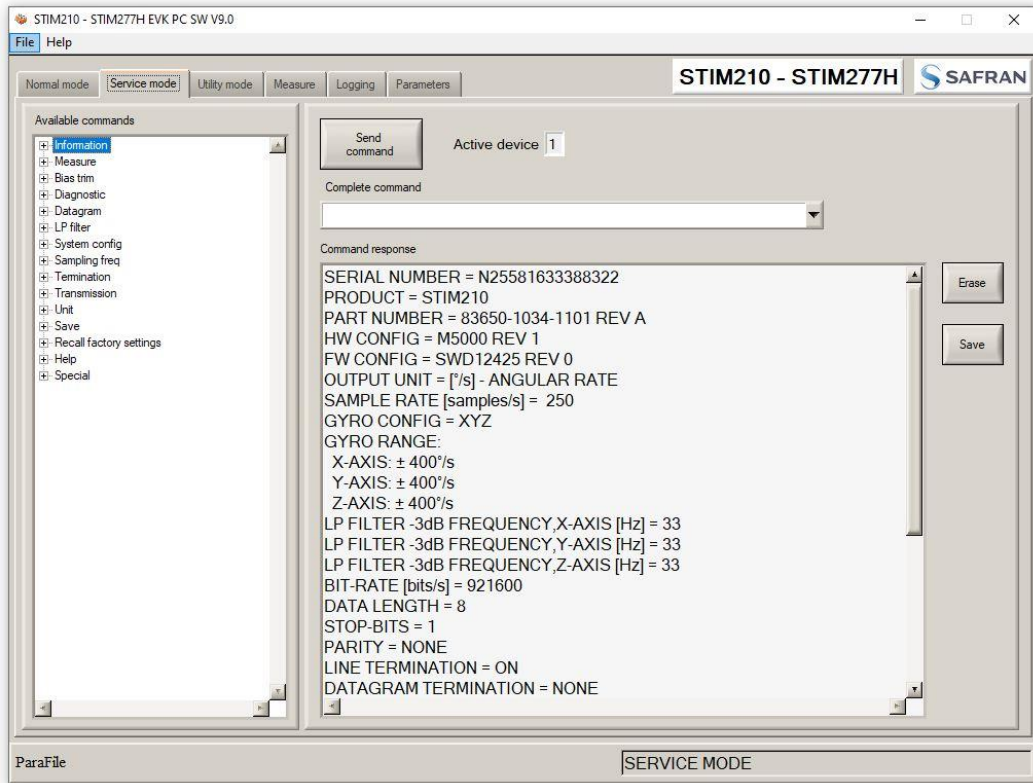 STIM210 - STIM277H EVK PC SW V9.0
File Help
Normal mode Service mode Utility mode Measure Logging Parameters
STIM210 - STIM277H
SAFRAN
Available commands
Information
Measure
Bias trim
Diagnostic
Datagram
LP filter
System config
Sampling freq
Termination
Transmission
Unit
Save
Recall factory settings
Help
Special
Send
command
Active device 1
Complete command
Command response
SERIAL NUMBER = N25581633388322
PRODUCT = STIM210
PART NUMBER = 83650-1034-1101 REV A
HW CONFIG = M5000 REV 1
FW CONFIG = SWD12425 REV 0
OUTPUT UNIT = [°/s] - ANGULAR RATE
SAMPLE RATE [samples/s] = 250
GYRO CONFIG = XYZ
GYRO RANGE:
X-AXIS: ± 400°/s
Y-AXIS: ± 400°/s
Z-AXIS: ± 400°/s
LP FILTER -3dB FREQUENCY,X-AXIS [Hz] = 33
LP FILTER -3dB FREQUENCY,Y-AXIS [Hz] = 33
LP FILTER -3dB FREQUENCY,Z-AXIS [Hz] = 33
BIT-RATE [bits/s] = 921600
DATA LENGTH = 8
STOP-BITS = 1
PARITY = NONE
LINE TERMINATION = ON
DATAGRAM TERMINATION = NONE
Erase
Save
ParaFile
SERVICE MODE